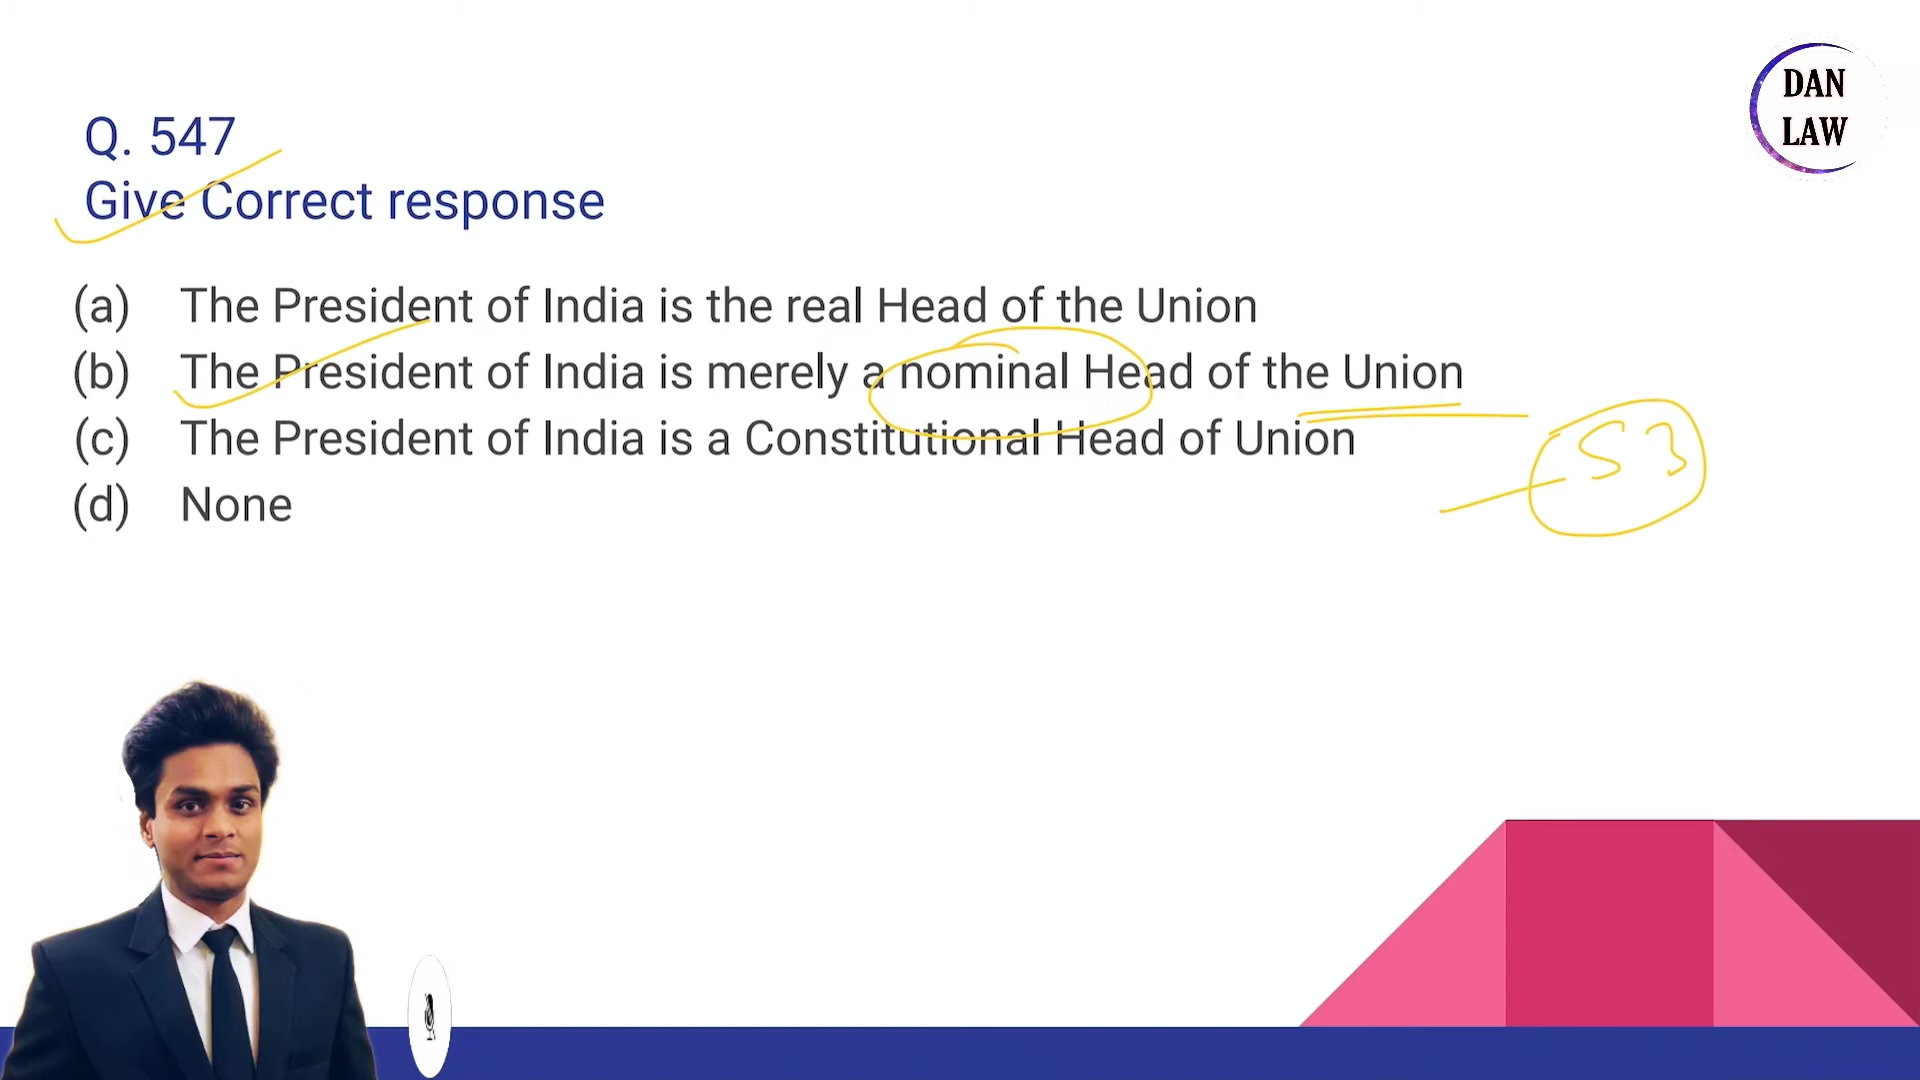 DAN
LAW
Q. 547
Give Correct response
(a) The President of India is the real Head of the Union
(b) The President of India is merely a nominal Head of the Union
(c) The President of India is a Constitutional Head of Union
53
(d) None